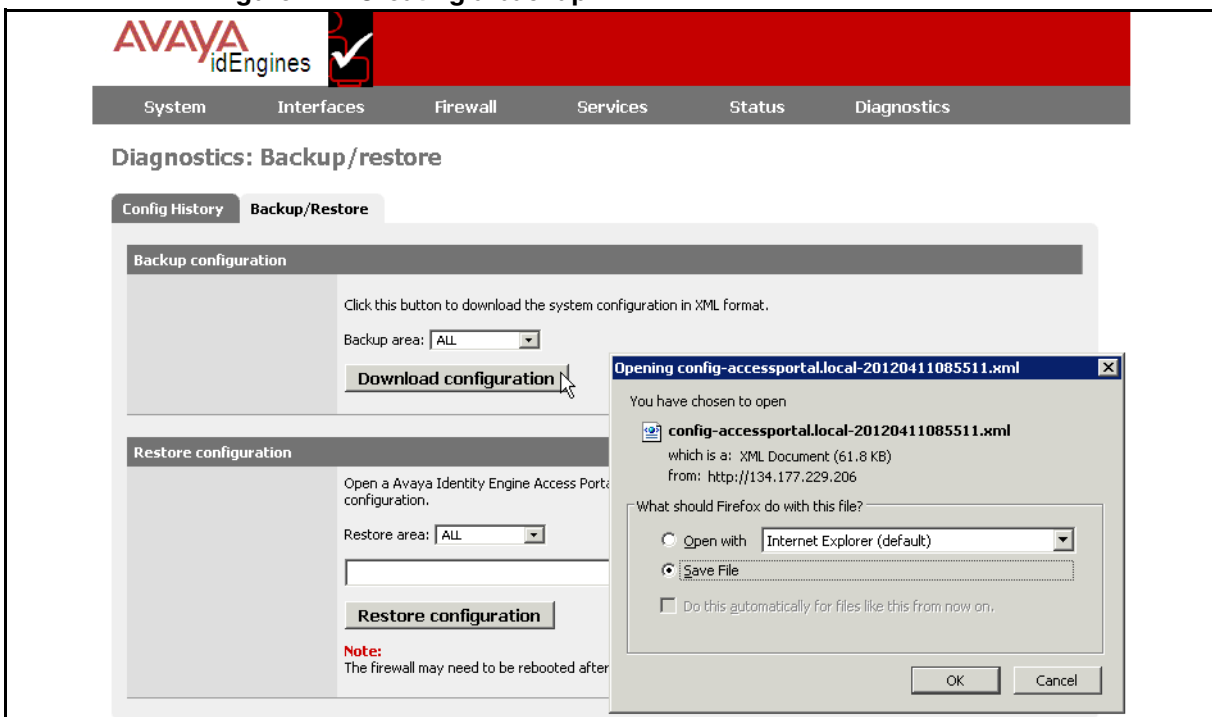 Creating a backup
AVAYA
idEngines
System Interfaces Firewall Services Status Diagnostics
Diagnostics: Backup/restore
Config History Backup/Restore
Backup configuration
Click this button to download the system configuration in XML format.
Backup area: ALL
Download configuration
Restore configuration
Open a Avaya Identity Engine Access Porta
configuration.
Restore area: ALL
Restore configuration
Note:
The firewall may need to be rebooted after
Opening config-accessportal.local-20120411085511.xml
You have chosen to open
config-accessportal.local-20120411085511.xml
which is a: XML Document (61.8 KB)
from: http://134.177.229.206
What should Firefox do with this file?
Open with Internet Explorer (default)
Save File
Do this automatically for files like this from now on.
OK Cancel